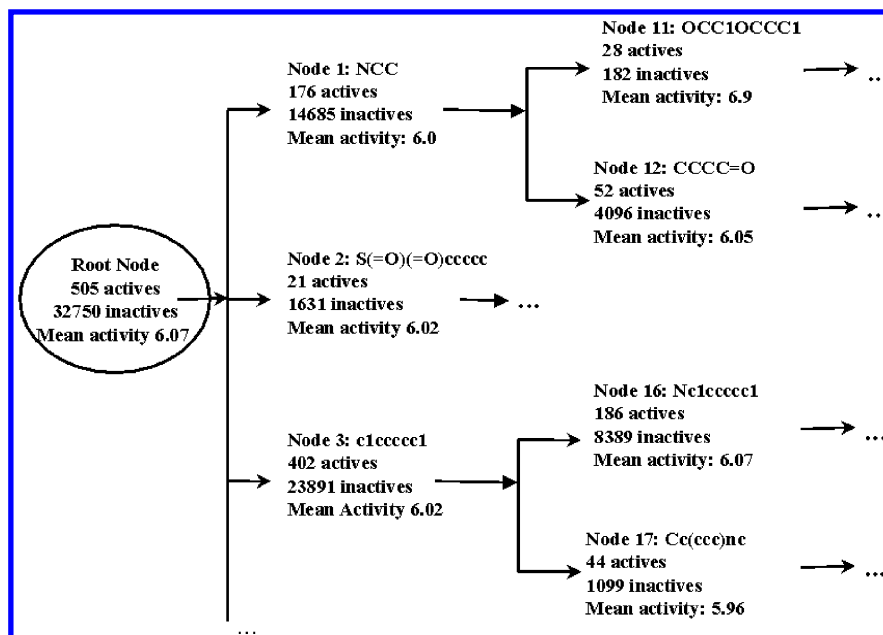 Root Node
505 actives
32750 inactives
Mean activity 6.07
Node 1: NCC
176 actives
14685 inactives
Mean activity: 6.0
Node 11: OCC1OCCC1
28 actives
182 inactives
Mean activity: 6.9
...
Node 12: CCCC=O
52 actives
4096 inactives
Mean activity: 6.05
...
Node 2: S(=O)(=O)ccccc
21 actives
1631 inactives
Mean activity 6.02
...
Node 3: c1ccccc1
402 actives
23891 inactives
Mean Activity 6.02
Node 16: Nc1ccccc1
186 actives
8389 inactives
Mean activity: 6.07
...
Node 17: Cc(ccc)nc
44 actives
1099 inactives
Mean activity: 5.96
...
...